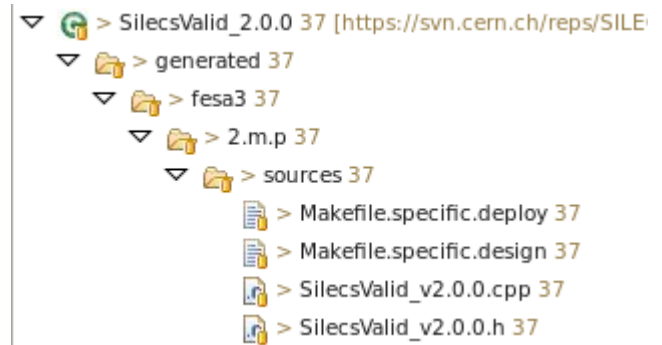 > SilecsValid_2.0.0 37 [https://svn.cern.ch/reps/SILE
> generated 37
> fesa3 37
> 2.m.p 37
> sources 37
> Makefile.specific.deploy 37
> Makefile.specific.design 37
> SilecsValid_v2.0.0.cpp 37
> SilecsValid_v2.0.0.h 37